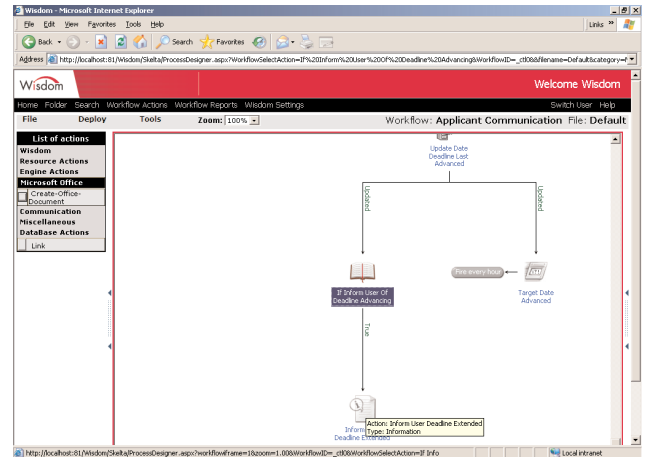 Wisdom - Microsoft Internet Explorer
File Edit View Favorites Tools Help
Links »
Back Search Favorites
Address http://localhost:81/Wisdom/Skelta/ProcessDesigner.aspx?WorkflowSelectAction=If%20Inform%20User%20Of%20Deadline%20Advancing&WorkflowID=_ctl08&filename=Default&category=
Wisdom
Welcome Wisdom
Home Folder Search Workflow Actions Workflow Reports Wisdom Settings Switch User Help
File Deploy Tools Zoom: 100% Workflow: Applicant Communication File: Default
List of actions
Wisdom
Resource Actions
Engine Actions
Microsoft Office
Create-Office-
Document
Communication
Miscellaneous
DataBase Actions
Link
Update Date
Deadline Last
Advanced
Updated
Updated
If Inform User Of
Deadline Advancing
Fire every hour
Target Date
Advanced
True
Inform
Deadline Extended
Action: Inform User Deadline Extended
Type: Information
http://localhost:81/Wisdom/Skelta/ProcessDesigner.aspx?workflowiframe=1&zoom=1.00&WorkflowID=_ctl0&WorkflowSelectAction=If Info
Local intranet